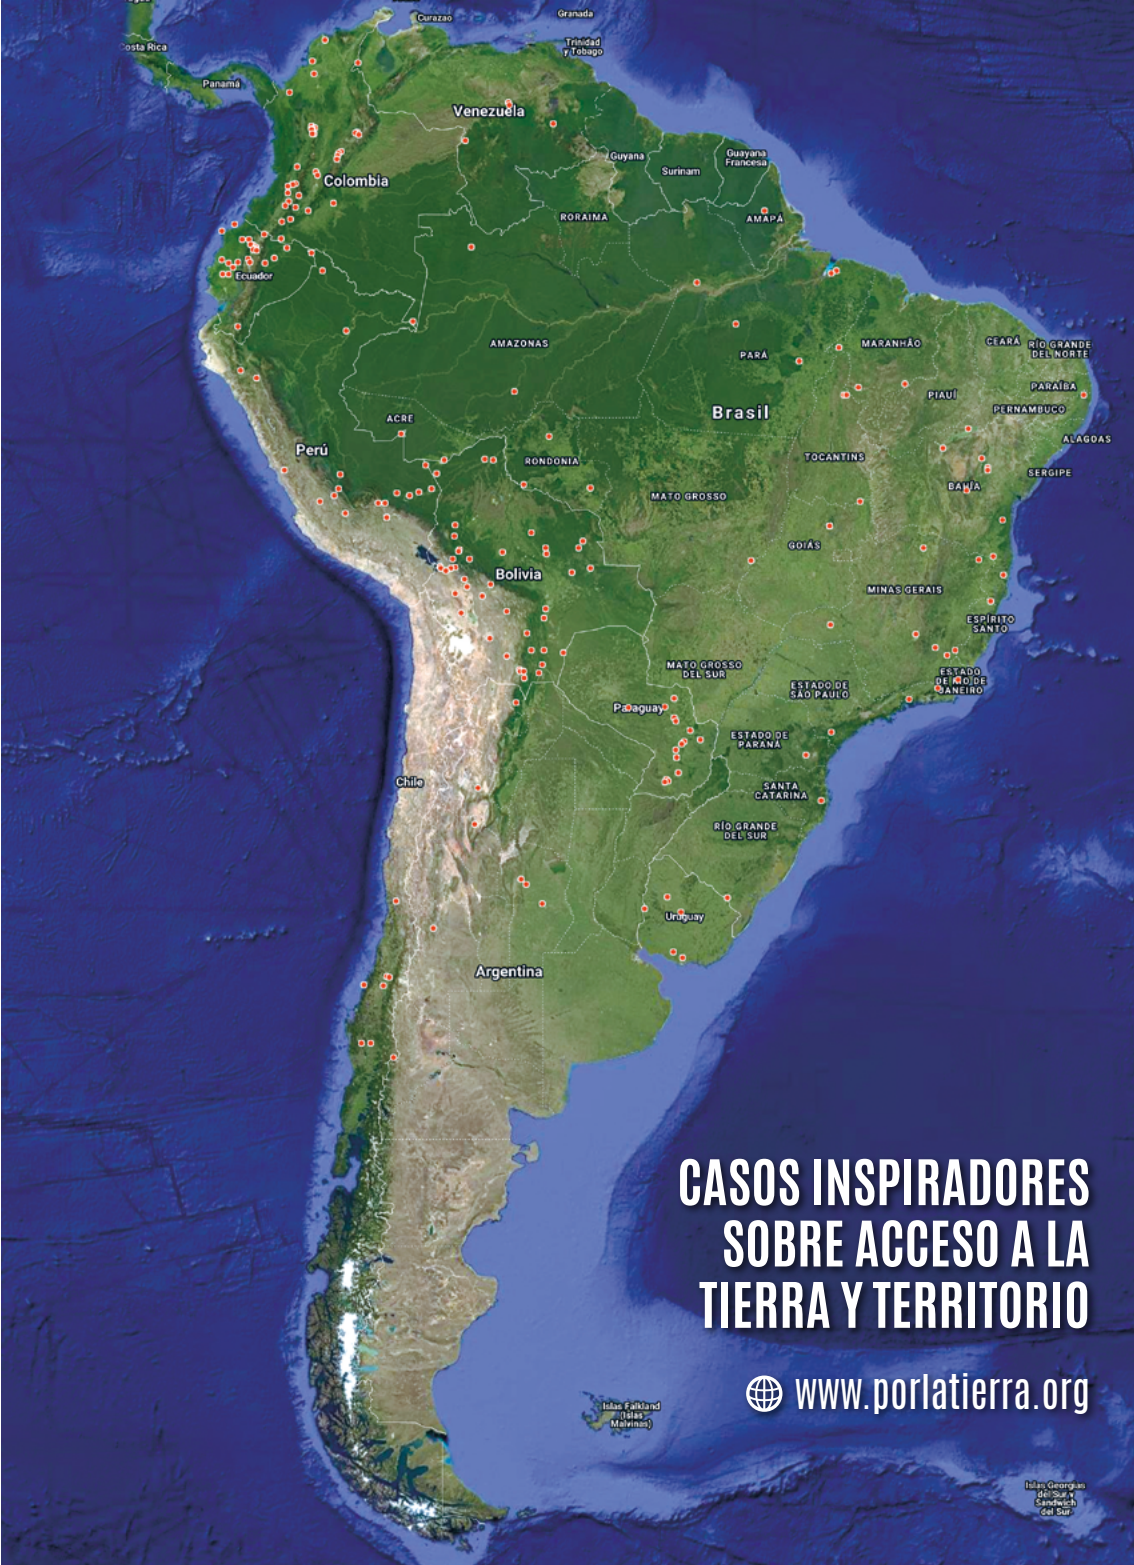 Curazao
Granada
Costa Rica
Trinidad
y Tobago
Panamá
Venezuela
Guyana
Surinam
Guayana
Francesa
Colombia
RORAIMA
AMAPÁ
Ecuador
AMAZONAS
PARÁ
MARANHÃO
CEARÁ
RÍO GRANDE
DEL NORTE
PARAÍBA
PIAUÍ
PERNAMBUCO
Brasil
ACRE
ALAGOAS
Perú
RONDONIA
TOCANTINS
SERGIPE
BAHÍA
MATO GROSSO
GOIÁS
Bolivia
MINAS GERAIS
ESPÍRITO
SANTO
MATO GROSSO
DEL SUR
ESTADO
DE RÍO DE
JANEIRO
ESTADO DE
SÃO PAULO
Paraguay
ESTADO DE
PARANÁ
Chile
SANTA
CATARINA
RÍO GRANDE
DEL SUR
Uruguay
Argentina
CASOS INSPIRADORES
SOBRE ACCESO A LA
TIERRA Y TERRITORIO
www.porlatierra.org
Islas Falkland
(Islas
Malvinas)
Islas Georgias
del Sur y
Sandwich
del Sur